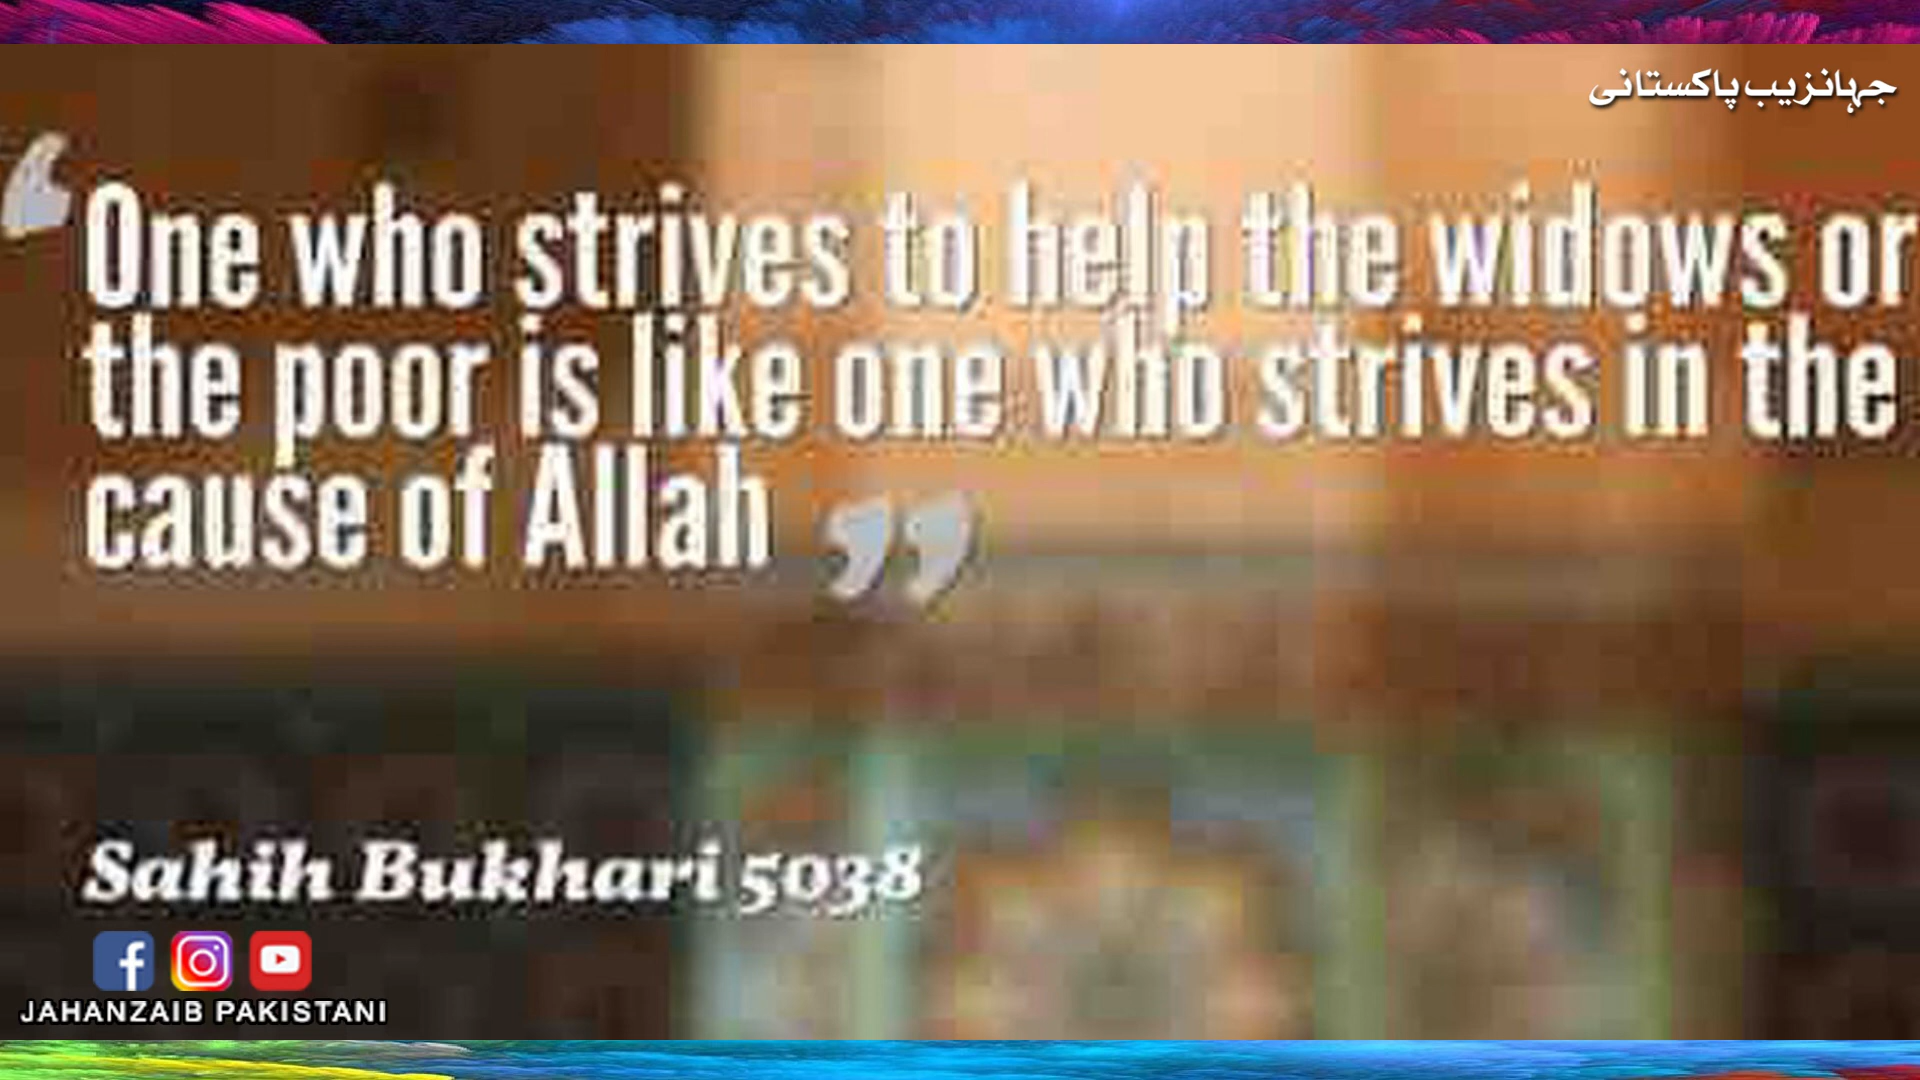 جہانزیب پاکستانی
“One who strives to help the widows or
the poor is like one who strives in the
cause of Allah ”
Sahih Bukhari 5038
JAHANZAIB PAKISTANI